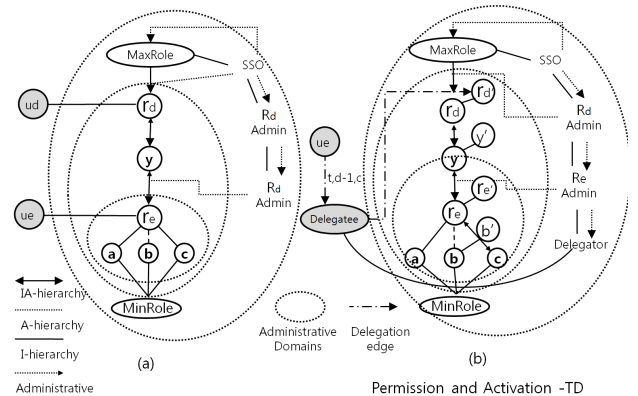 MaxRole
SSO
ud
rd
Rd
Admin
y
Rd
Admin
ue
re
a
b
c
MinRole
IA-hierarchy
A-hierarchy
I-hierarchy
Administrative
(a)
MaxRole
SSO
rd'
rd
Rd
Admin
ue
y'
y
t,d-1,c
Re
Admin
re'
re
Delegatee
b'
Delegator
a
b
c
MinRole
Administrative
Domains
Delegation
edge
(b)
Permission and Activation -TD